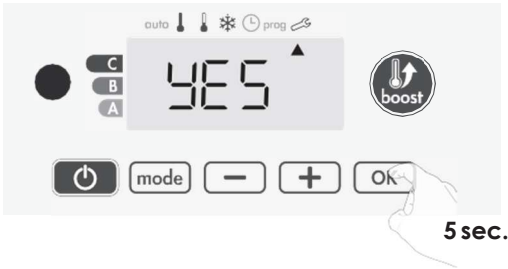 auto prog
C
B
A
YES
boost
mode − + OK
5 sec.